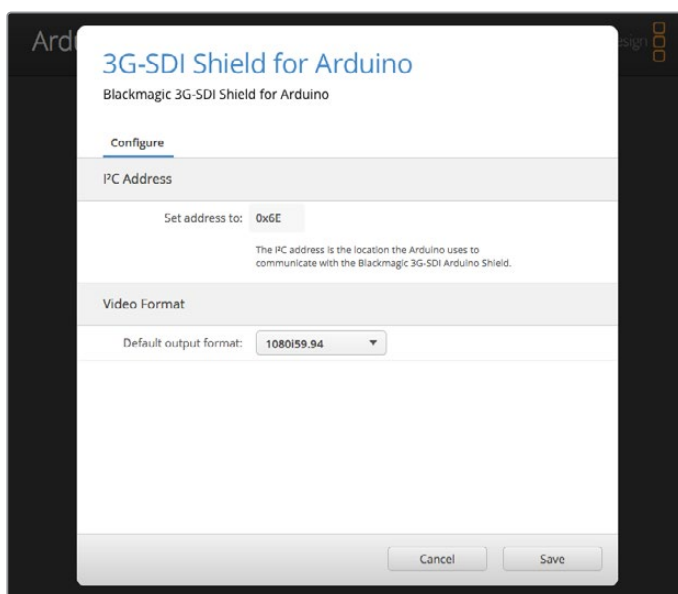 Ardu
esign
3G-SDI Shield for Arduino
Blackmagic 3G-SDI Shield for Arduino
Configure
I²C Address
Set address to: 0x6E
The I²C address is the location the Arduino uses to
communicate with the Blackmagic 3G-SDI Arduino Shield.
Video Format
Default output format: 1080i59.94
Cancel Save